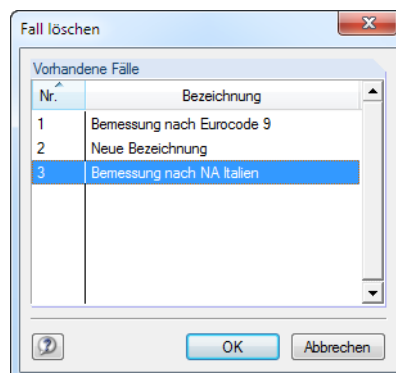 Fall löschen
Vorhandene Fälle
Nr. Bezeichnung
1 Bemessung nach Eurocode 9
2 Neue Bezeichnung
3 Bemessung nach NA Italien
OK Abbrechen